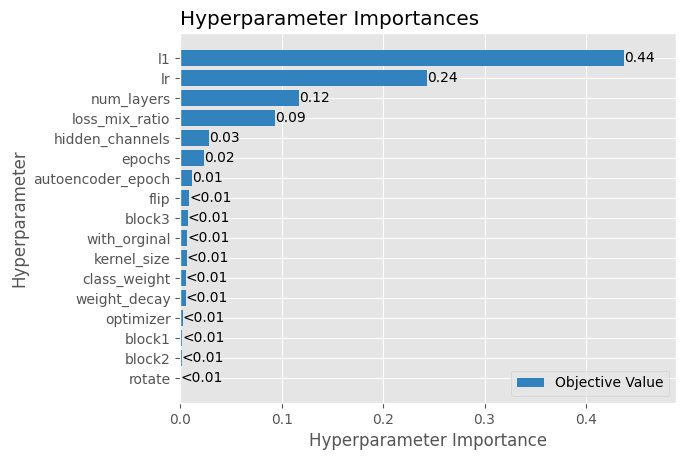 Hyperparameter Importances
Hyperparameter
l1 0.44
lr 0.24
num_layers 0.12
loss_mix_ratio 0.09
hidden_channels 0.03
epochs 0.02
autoencoder_epoch 0.01
flip <0.01
block3 <0.01
with_orginal <0.01
kernel_size <0.01
class_weight <0.01
weight_decay <0.01
optimizer <0.01
block1 <0.01
block2 <0.01
rotate <0.01
Objective Value
0.0 0.1 0.2 0.3 0.4
Hyperparameter Importance